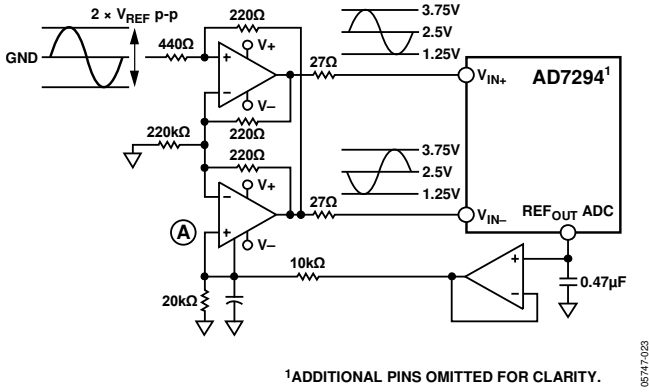 2 × VREF p-p
GND
440Ω
220Ω
V+
+
−
V−
27Ω
3.75V
2.5V
1.25V
VIN+
AD7294¹
220kΩ
220Ω
220Ω
V+
−
+
V−
A
27Ω
3.75V
2.5V
1.25V
VIN–
REFOUT ADC
10kΩ
20kΩ
+
−
0.47µF
¹ADDITIONAL PINS OMITTED FOR CLARITY.
05747-023